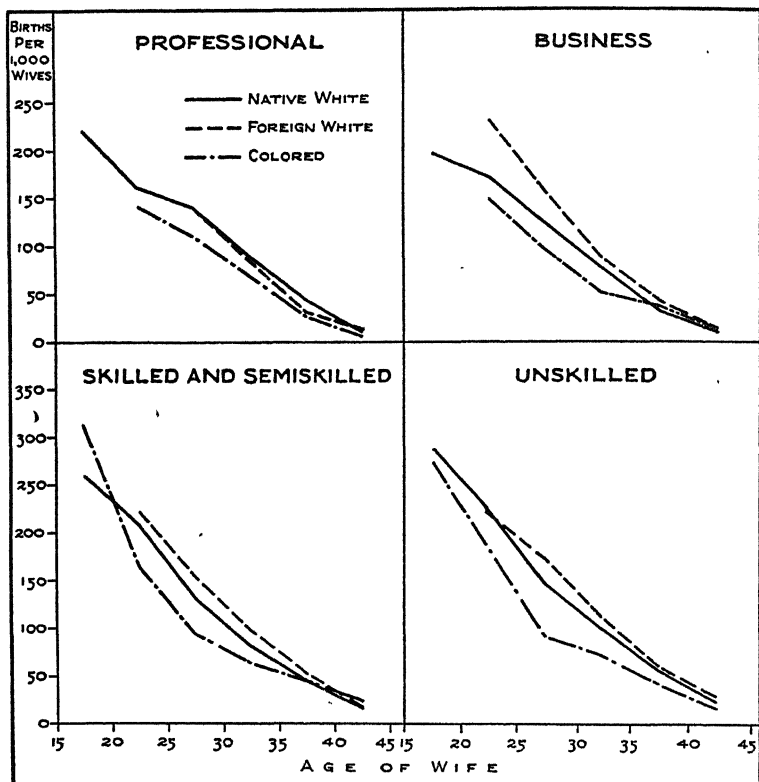 BIRTHS
PER
1,000
WIVES
PROFESSIONAL
BUSINESS
NATIVE WHITE
FOREIGN WHITE
COLORED
250
200
150
100
50
0
SKILLED AND SEMISKILLED
UNSKILLED
350
300
250
200
150
100
50
0
15 20 25 30 35 40 45 15 20 25 30 35 40 45
AGE OF WIFE